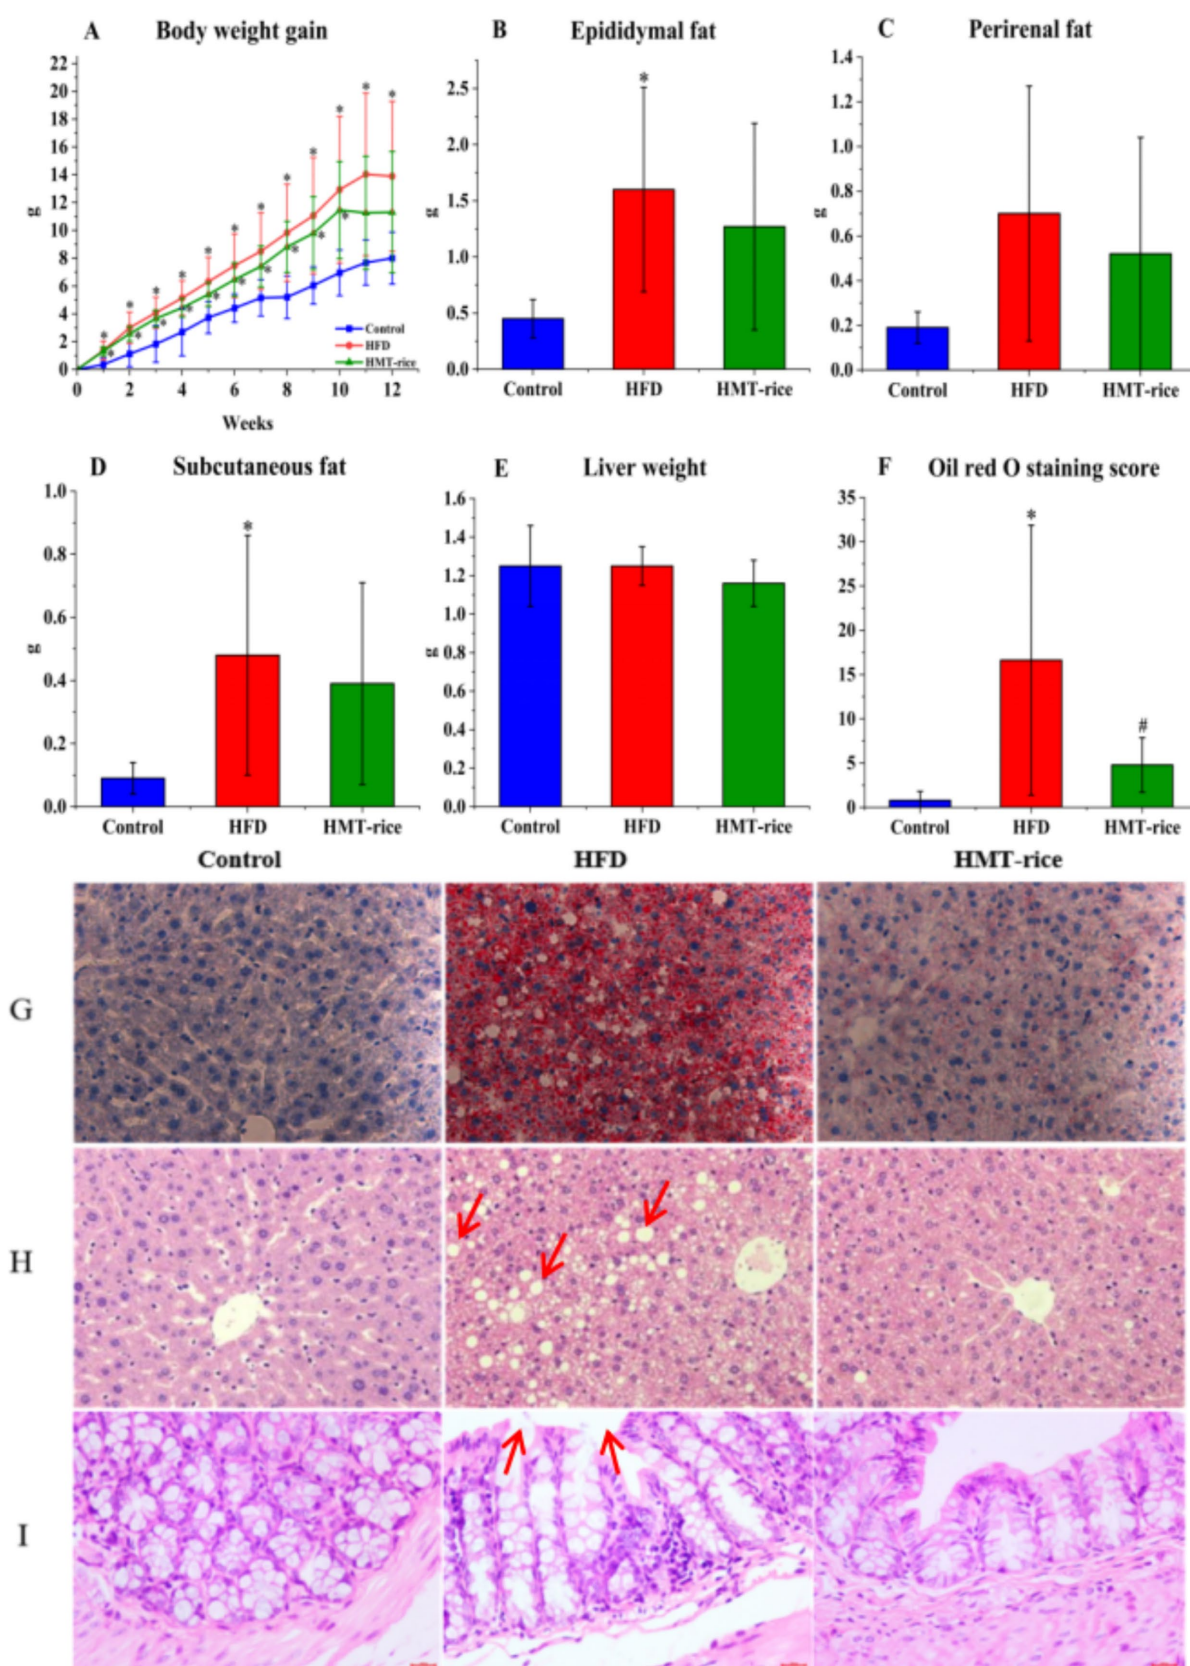 A Body weight gain
22
20
18
16
14
12
10
8
6
4
2
0
g
* * * * * * * * * * * *
* * * * * * * * * *
Control
HFD
HMT-rice
0 2 4 6 8 10 12
Weeks
B Epididymal fat
2.5
2.0
1.5
1.0
0.5
0.0
g
*
Control HFD HMT-rice
C Perirenal fat
1.4
1.2
1.0
0.8
0.6
0.4
0.2
0.0
g
Control HFD HMT-rice
D Subcutaneous fat
1.0
0.8
0.6
0.4
0.2
0.0
g
*
Control HFD HMT-rice
E Liver weight
1.6
1.4
1.2
1.0
0.8
0.6
0.4
0.2
0.0
g
Control HFD HMT-rice
F Oil red O staining score
35
30
25
20
15
10
5
0
*
#
Control HFD HMT-rice
Control HFD HMT-rice
G
H
I